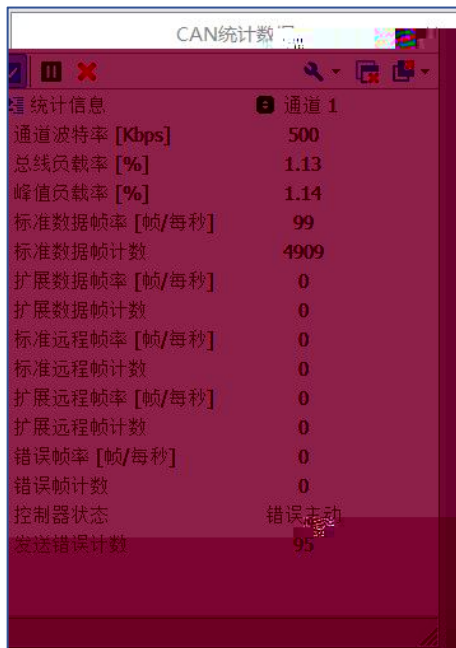 CAN统计数
统计信息 通道 1
通道波特率 [Kbps] 500
总线负载率 [%] 1.13
峰值负载率 [%] 1.14
标准数据帧率 [帧/每秒] 99
标准数据帧计数 4909
扩展数据帧率 [帧/每秒] 0
扩展数据帧计数 0
标准远程帧率 [帧/每秒] 0
标准远程帧计数 0
扩展远程帧率 [帧/每秒] 0
扩展远程帧计数 0
错误帧率 [帧/每秒] 0
错误帧计数 0
控制器状态 错误主动
发送错误计数 95